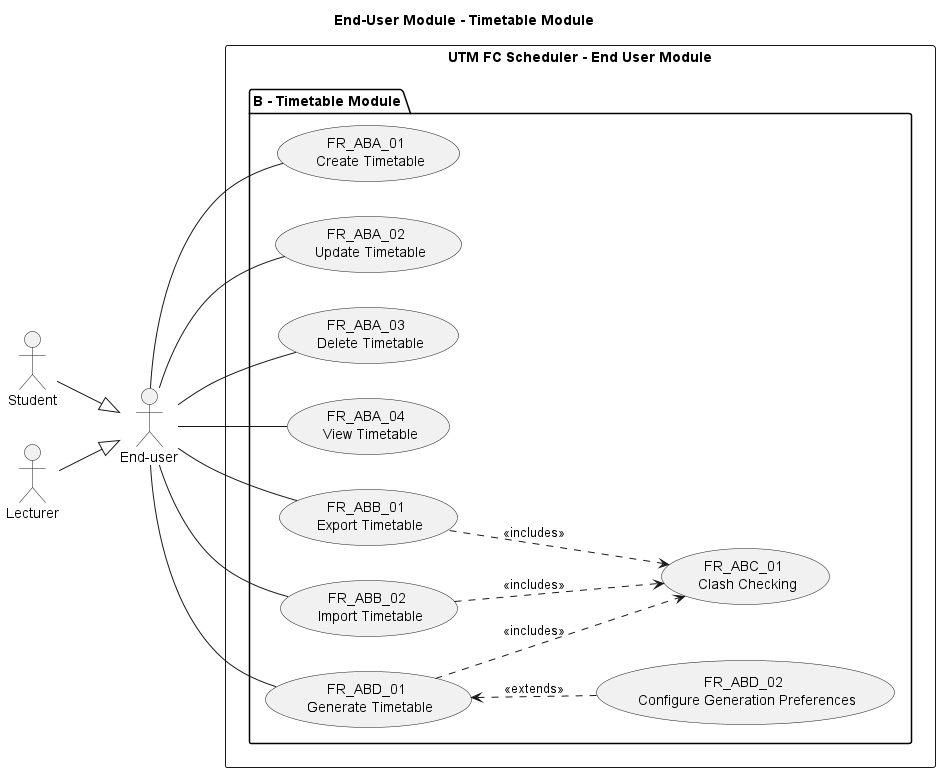 End-User Module - Timetable Module
UTM FC Scheduler - End User Module
B - Timetable Module
FR_ABA_01
Create Timetable
FR_ABA_02
Update Timetable
FR_ABA_03
Delete Timetable
FR_ABA_04
View Timetable
FR_ABB_01
Export Timetable
FR_ABB_02
Import Timetable
FR_ABD_01
Generate Timetable
Student
Lecturer
End-user
«includes»
«includes»
«includes»
«extends»
FR_ABC_01
Clash Checking
FR_ABD_02
Configure Generation Preferences